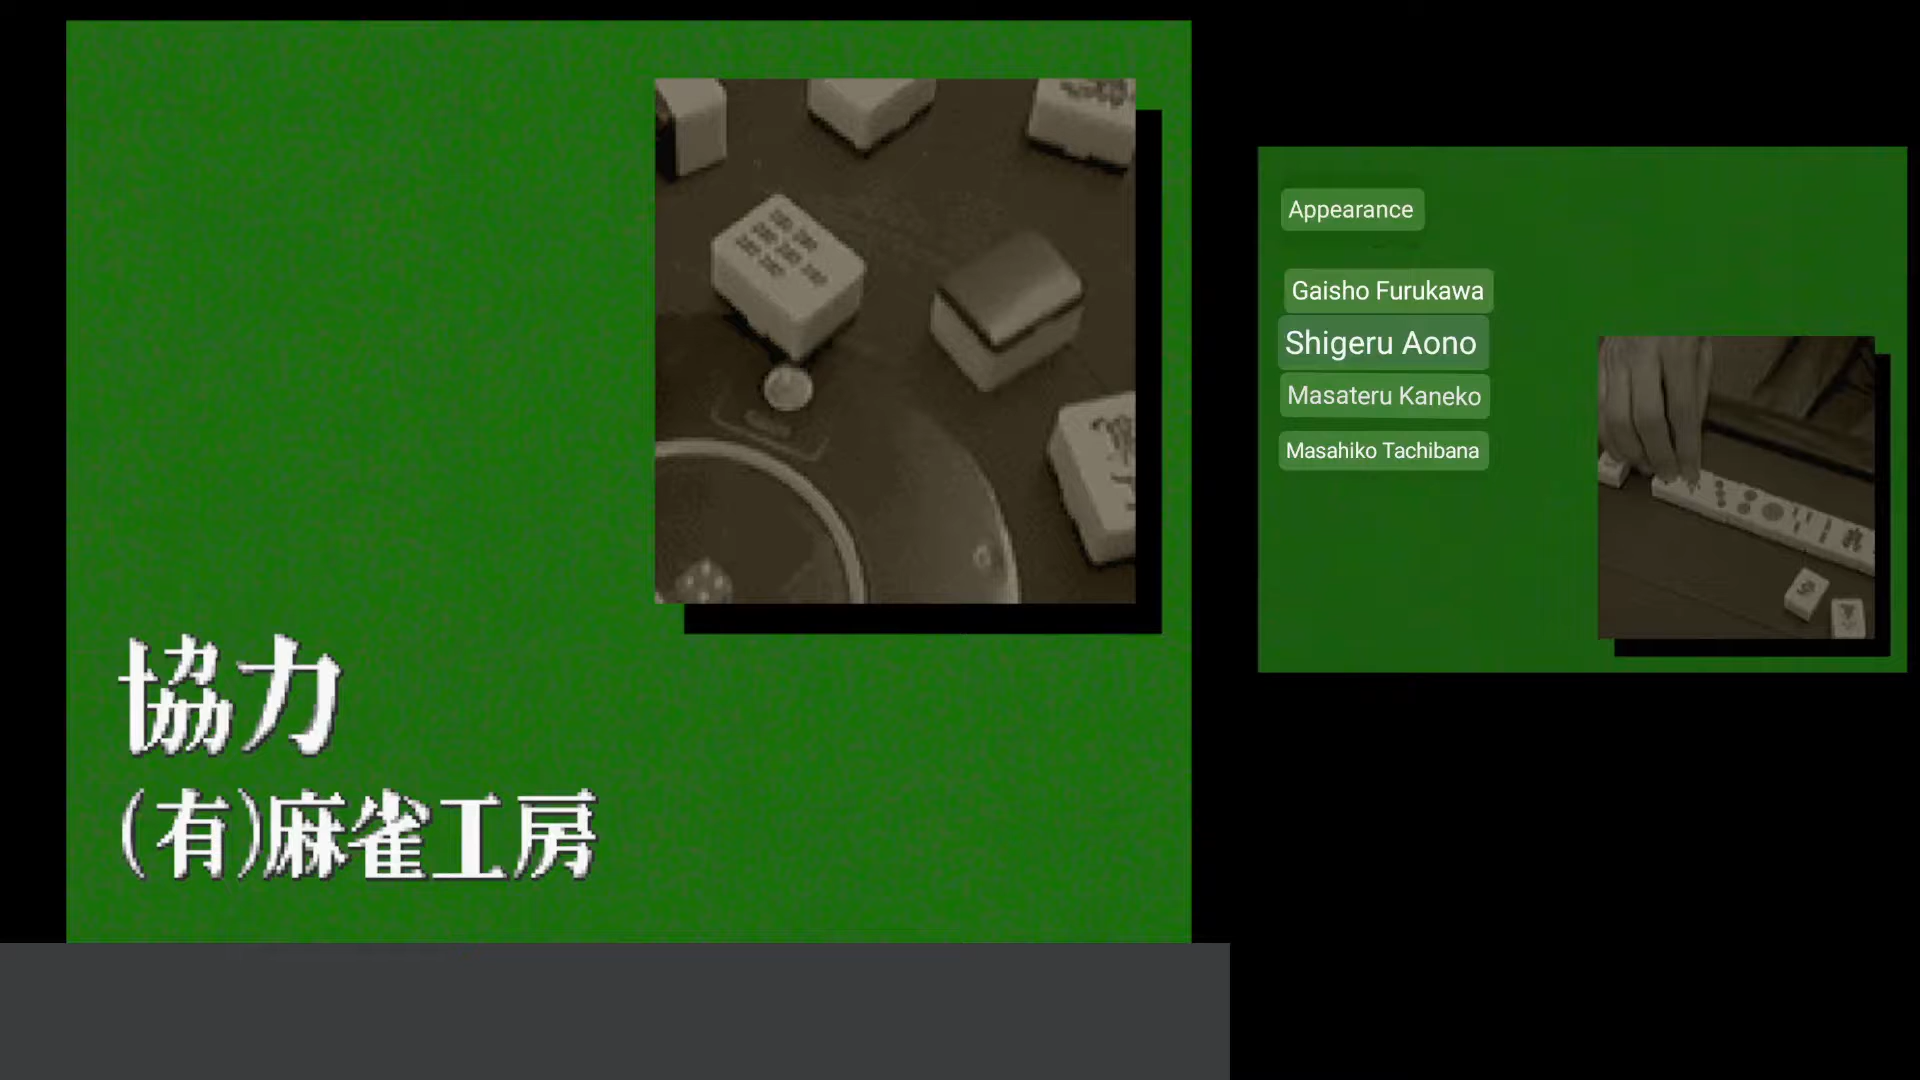 協力
(有)麻雀工房
Appearance
Gaisho Furukawa
Shigeru Aono
Masateru Kaneko
Masahiko Tachibana